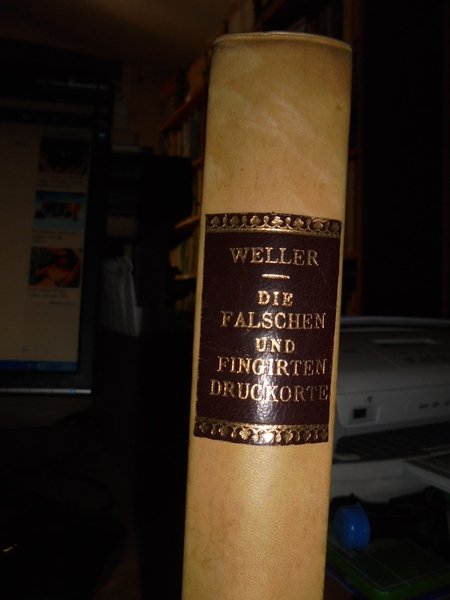 WELLER
DIE
FALSCHEN
UND
FINGIRTEN
DRUCKORTE